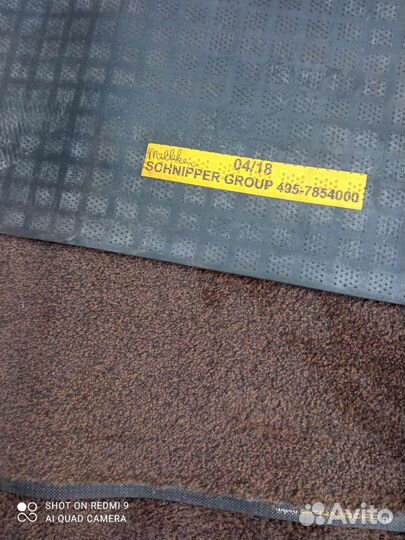 Milliken
04/18
SCHNIPPER GROUP 495-7854000
SHOT ON REDMI 9
AI QUAD CAMERA
Avito